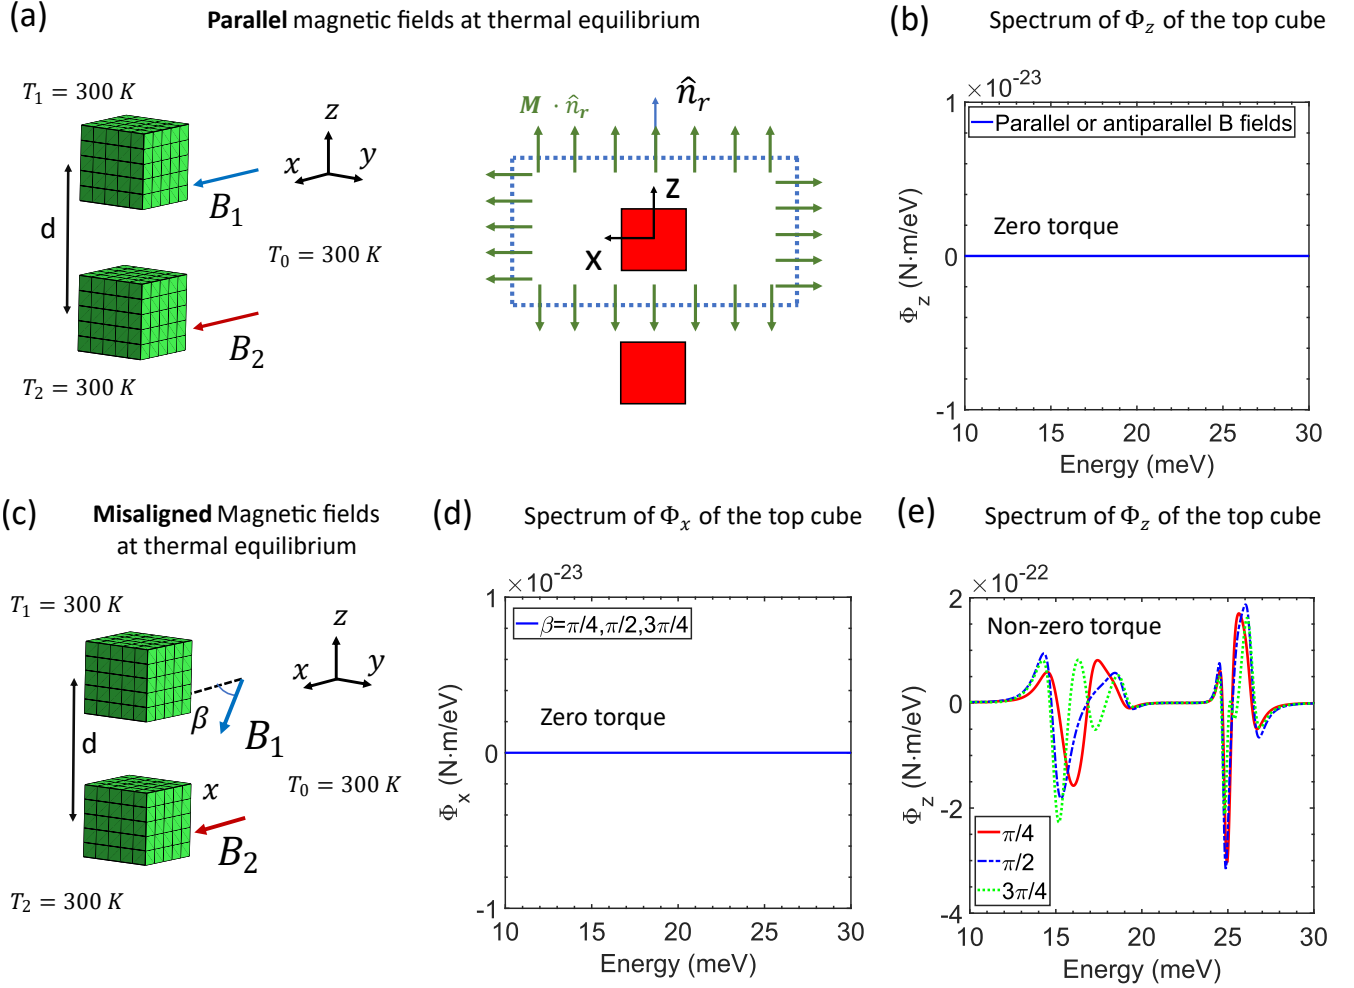 (a)
Parallel magnetic fields at thermal equilibrium
T₁ = 300 K
z
x
y
B₁
d
T₀ = 300 K
B₂
T₂ = 300 K
M · n̂ᵣ
n̂ᵣ
z
x
(b)
Spectrum of Φ_z of the top cube
×10⁻²³
1
Parallel or antiparallel B fields
Zero torque
0
-1
Φ_z (N·m/eV)
10 15 20 25 30
Energy (meV)
(c)
Misaligned Magnetic fields
at thermal equilibrium
T₁ = 300 K
z
x
y
β
B₁
d
T₀ = 300 K
x
B₂
T₂ = 300 K
(d)
Spectrum of Φₓ of the top cube
×10⁻²³
1
β=π/4,π/2,3π/4
Zero torque
0
-1
Φₓ (N·m/eV)
10 15 20 25 30
Energy (meV)
(e)
Spectrum of Φ_z of the top cube
×10⁻²²
2
Non-zero torque
0
-2
-4
Φ_z (N·m/eV)
π/4
π/2
3π/4
10 15 20 25 30
Energy (meV)